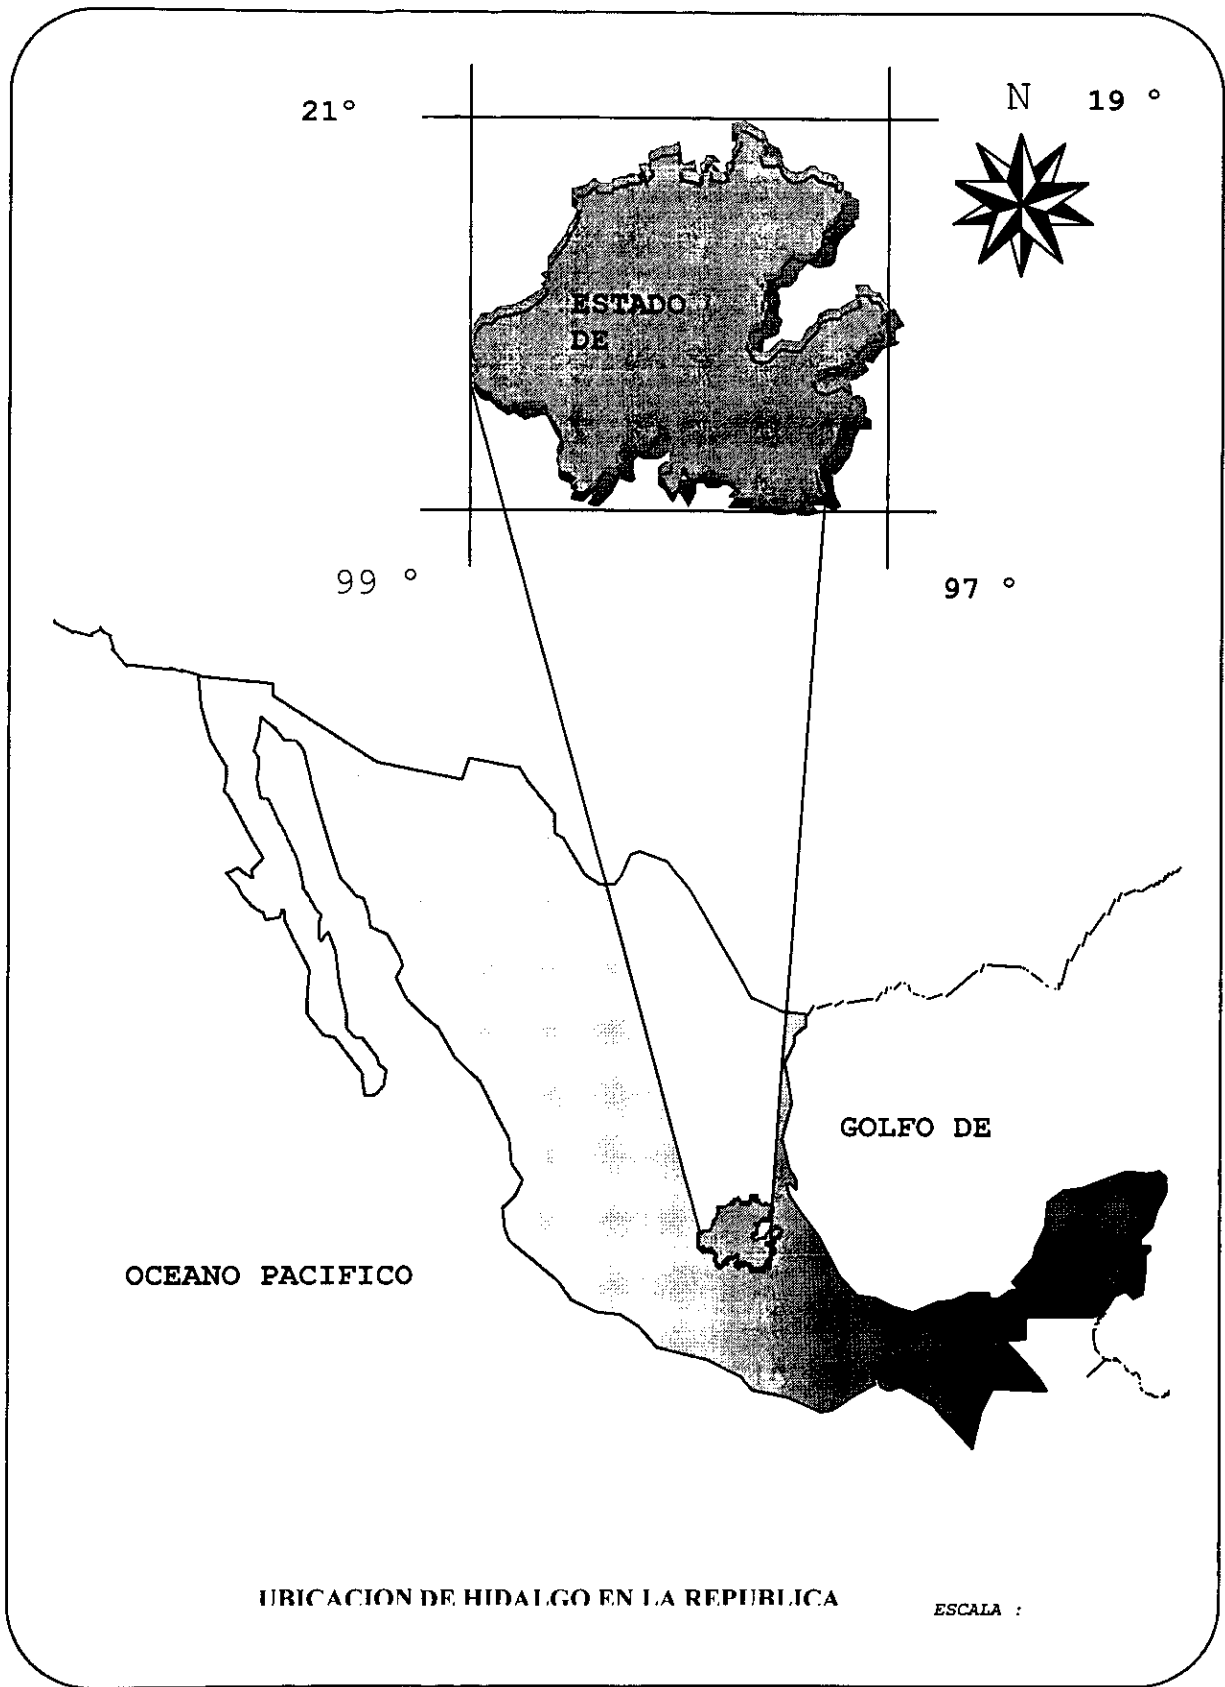 21° N 19 °
ESTADO
DE
99 ° 97 °
GOLFO DE
OCEANO PACIFICO
UBICACION DE HIDALGO EN LA REPUBLICA
ESCALA :